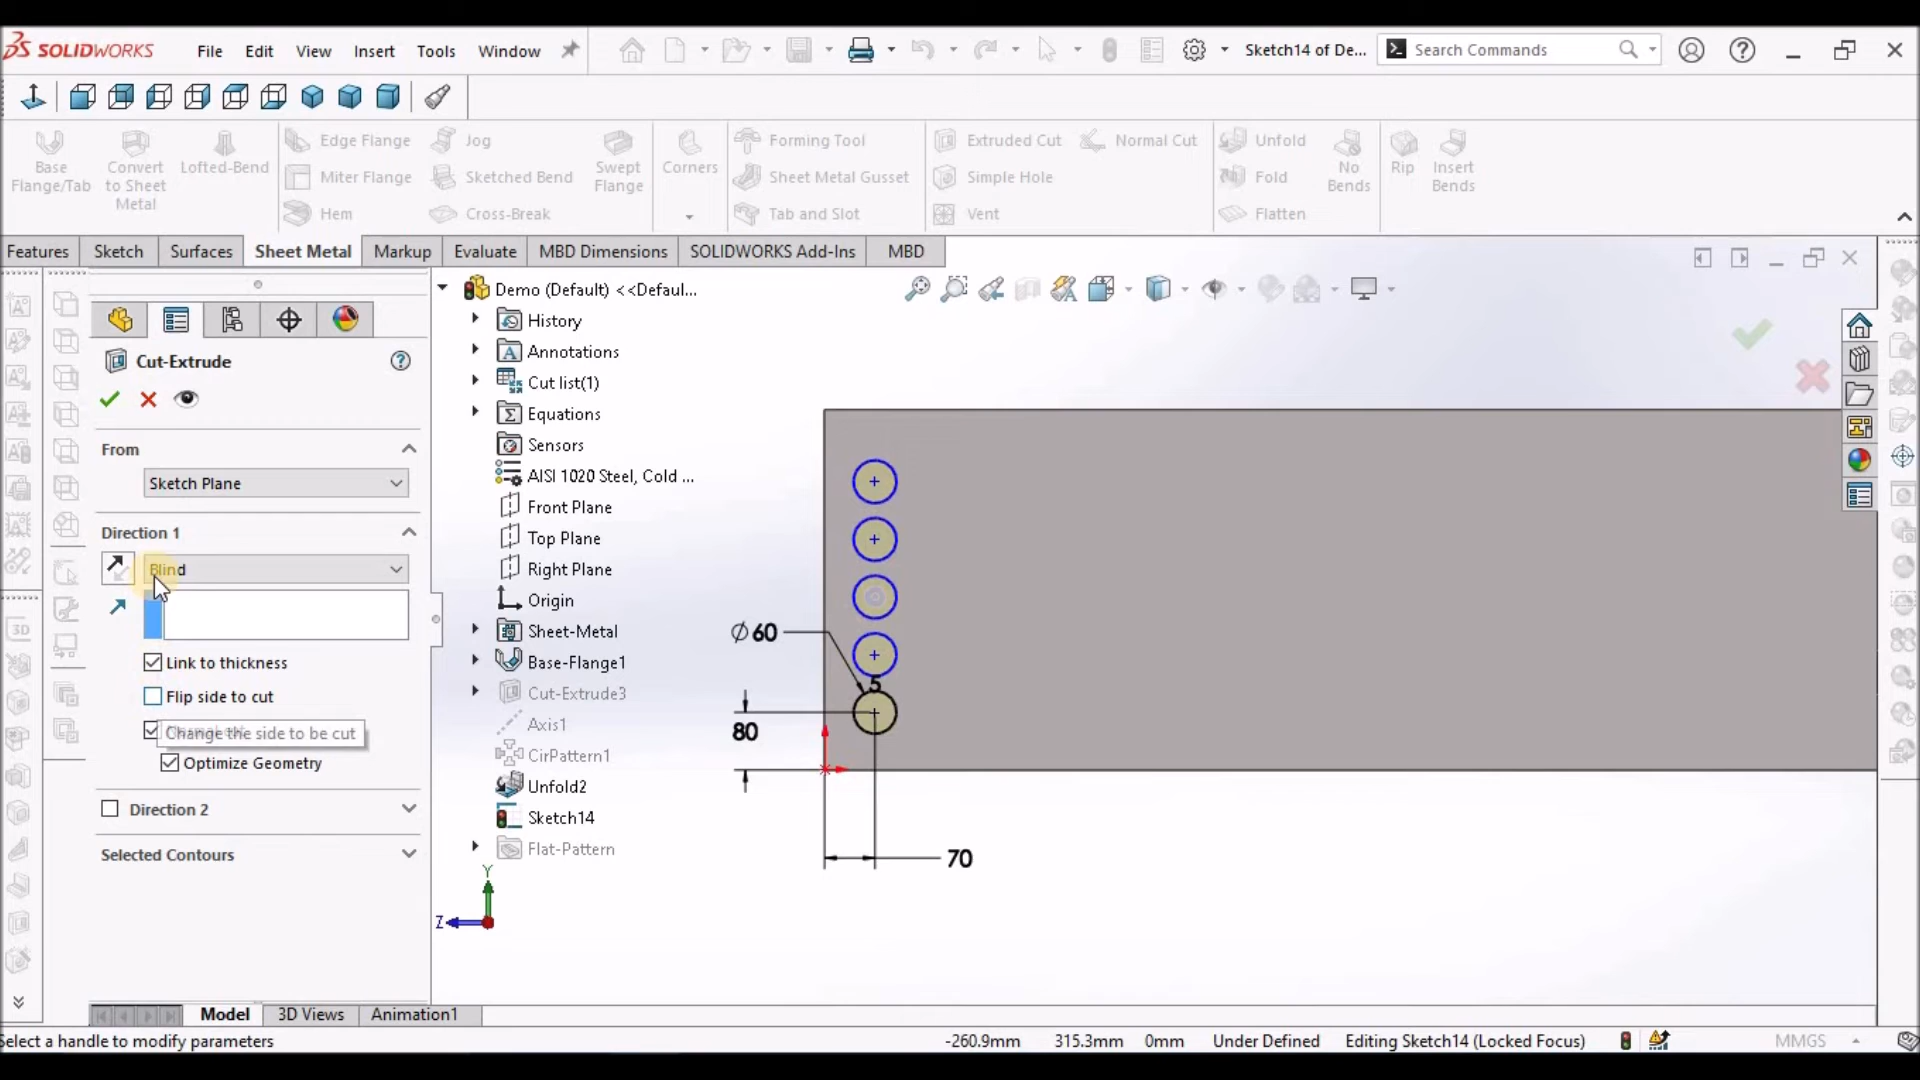 SOLIDWORKS File Edit View Insert Tools Window Sketch14 of De... Search Commands
Base Flange/Tab
Convert to Sheet Metal
Lofted-Bend
Edge Flange
Miter Flange
Hem
Jog
Sketched Bend
Cross-Break
Swept Flange
Corners
Forming Tool
Sheet Metal Gusset
Tab and Slot
Extruded Cut
Simple Hole
Vent
Normal Cut
Unfold
Fold
Flatten
No Bends
Rip
Insert Bends
Features Sketch Surfaces Sheet Metal Markup Evaluate MBD Dimensions SOLIDWORKS Add-Ins MBD
Cut-Extrude
From
Sketch Plane
Direction 1
Blind
Link to thickness
Flip side to cut
Change the side to be cut
Optimize Geometry
Direction 2
Selected Contours
Demo (Default) <<Defaul...
History
Annotations
Cut list(1)
Equations
Sensors
AISI 1020 Steel, Cold ...
Front Plane
Top Plane
Right Plane
Origin
Sheet-Metal
Base-Flange1
Cut-Extrude3
Axis1
CirPattern1
Unfold2
Sketch14
Flat-Pattern
∅60
5
80
70
Y
Z
Model 3D Views Animation1
Select a handle to modify parameters -260.9mm 315.3mm 0mm Under Defined Editing Sketch14 (Locked Focus) MMGS